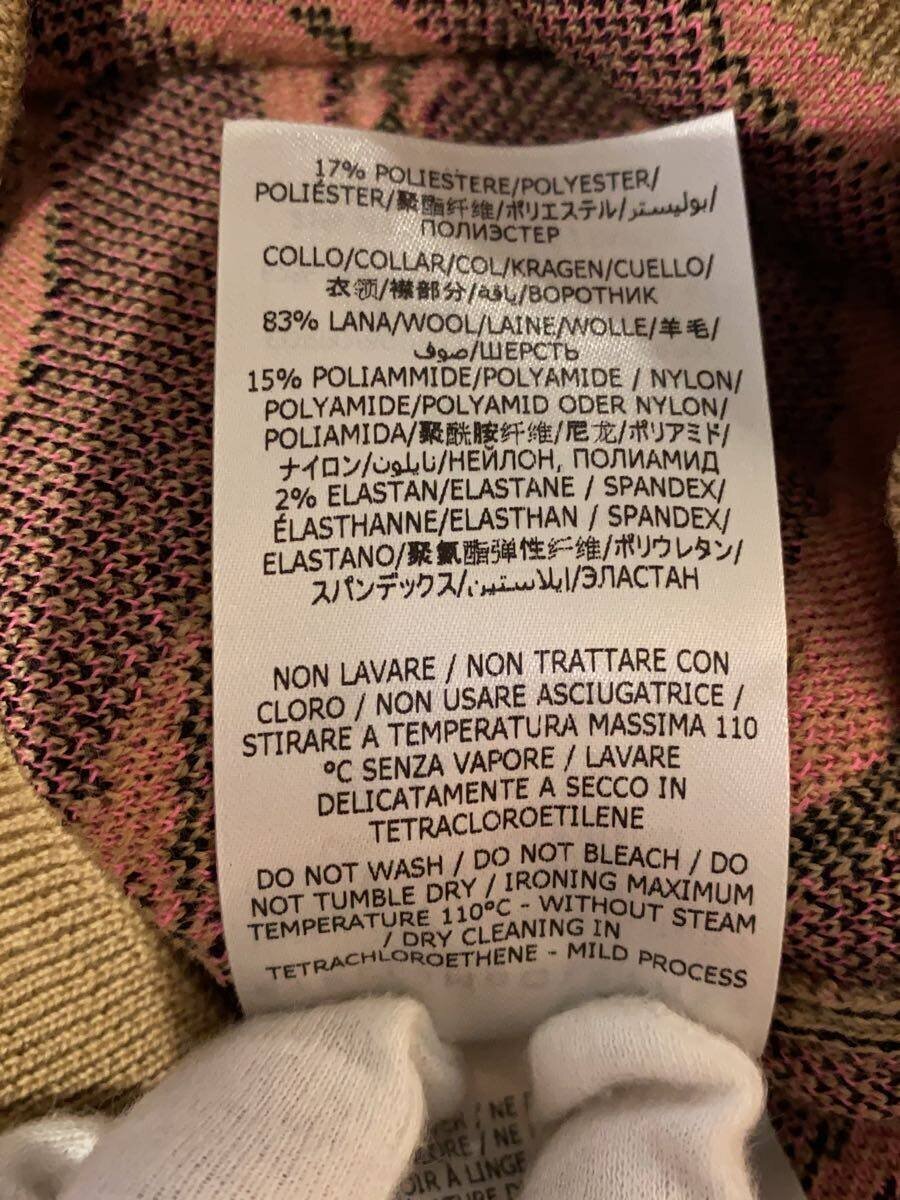 17% POLIESTERE/POLYESTER/
POLIÉSTER/聚酯纤维/ポリエステル/بوليستر/
ПОЛИЭСТЕР
COLLO/COLLAR/COL/KRAGEN/CUELLO/
衣领/襟部分/ياقة/ВОРОТНИК
83% LANA/WOOL/LAINE/WOLLE/羊毛/
صوف/ШЕРСТЬ
15% POLIAMMIDE/POLYAMIDE / NYLON/
POLYAMIDE/POLYAMID ODER NYLON/
POLIAMIDA/聚酰胺纤维/尼龙/ポリアミド/
ナイロン/نايلون/НЕЙЛОН, ПОЛИАМИД
2% ELASTAN/ELASTANE / SPANDEX/
ÉLASTHANNE/ELASTHAN / SPANDEX/
ELASTANO/聚氨酯弹性纤维/ポリウレタン/
スパンデックス/ايلاستين/ЭЛАСТАН
NON LAVARE / NON TRATTARE CON
CLORO / NON USARE ASCIUGATRICE /
STIRARE A TEMPERATURA MASSIMA 110
°C SENZA VAPORE / LAVARE
DELICATAMENTE A SECCO IN
TETRACLOROETILENE
DO NOT WASH / DO NOT BLEACH / DO
NOT TUMBLE DRY / IRONING MAXIMUM
TEMPERATURE 110°C - WITHOUT STEAM
/ DRY CLEANING IN
TETRACHLOROETHENE - MILD PROCESS
/ NE
/ NE
À LINGE